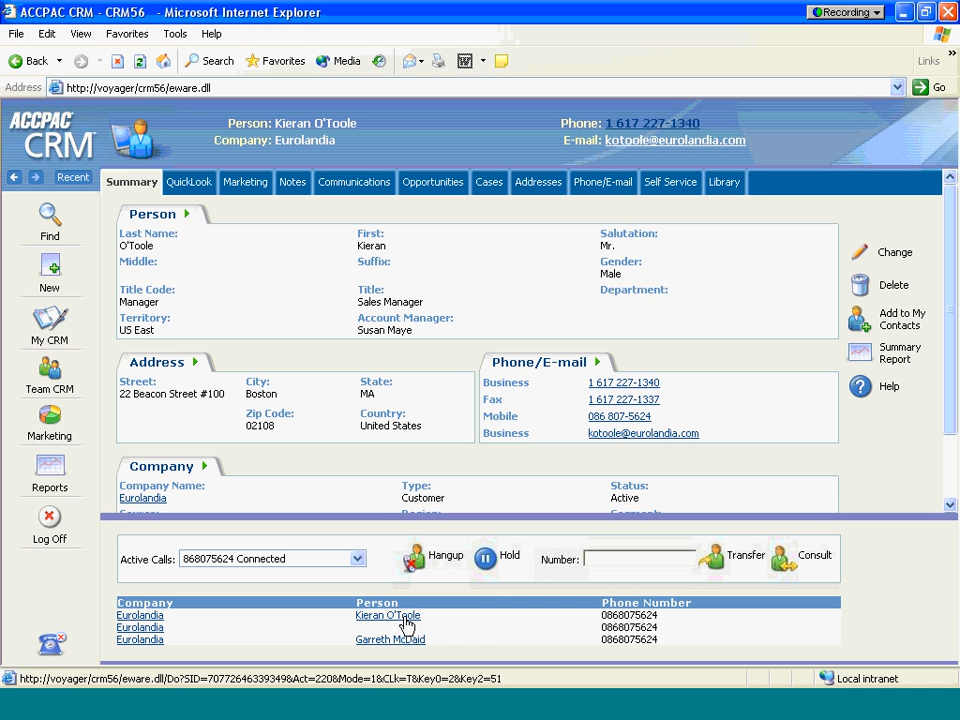 ACCPAC CRM - CRM56 - Microsoft Internet Explorer
Recording
File Edit View Favorites Tools Help
Back Search Favorites Media
Links
Address http://voyager/crm56/eware.dll Go
ACCPAC CRM
Person: Kieran O'Toole Phone: 1 617 227-1340
Company: Eurolandia E-mail: kotoole@eurolandia.com
Recent Summary QuickLook Marketing Notes Communications Opportunities Cases Addresses Phone/E-mail Self Service Library
Find
New
My CRM
Team CRM
Marketing
Reports
Log Off
Person
Last Name: First: Salutation:
O'Toole Kieran Mr.
Middle: Suffix: Gender:
Male
Title Code: Title: Department:
Manager Sales Manager
Territory: Account Manager:
US East Susan Maye
Change
Delete
Add to My Contacts
Summary Report
Help
Address
Street: City: State:
22 Beacon Street #100 Boston MA
Zip Code: Country:
02108 United States
Phone/E-mail
Business 1 617 227-1340
Fax 1 617 227-1337
Mobile 086 807-5624
Business kotoole@eurolandia.com
Company
Company Name: Type: Status:
Eurolandia Customer Active
Active Calls: 868075624 Connected Hangup Hold Number: Transfer Consult
Company Person Phone Number
Eurolandia Kieran O'Toole 0868075624
Eurolandia 0868075624
Eurolandia Garreth McDaid 0868075624
http://voyager/crm56/eware.dll/Do?SID=70772646339349&Act=220&Mode=1&CLk=T&Key0=2&Key2=51 Local intranet